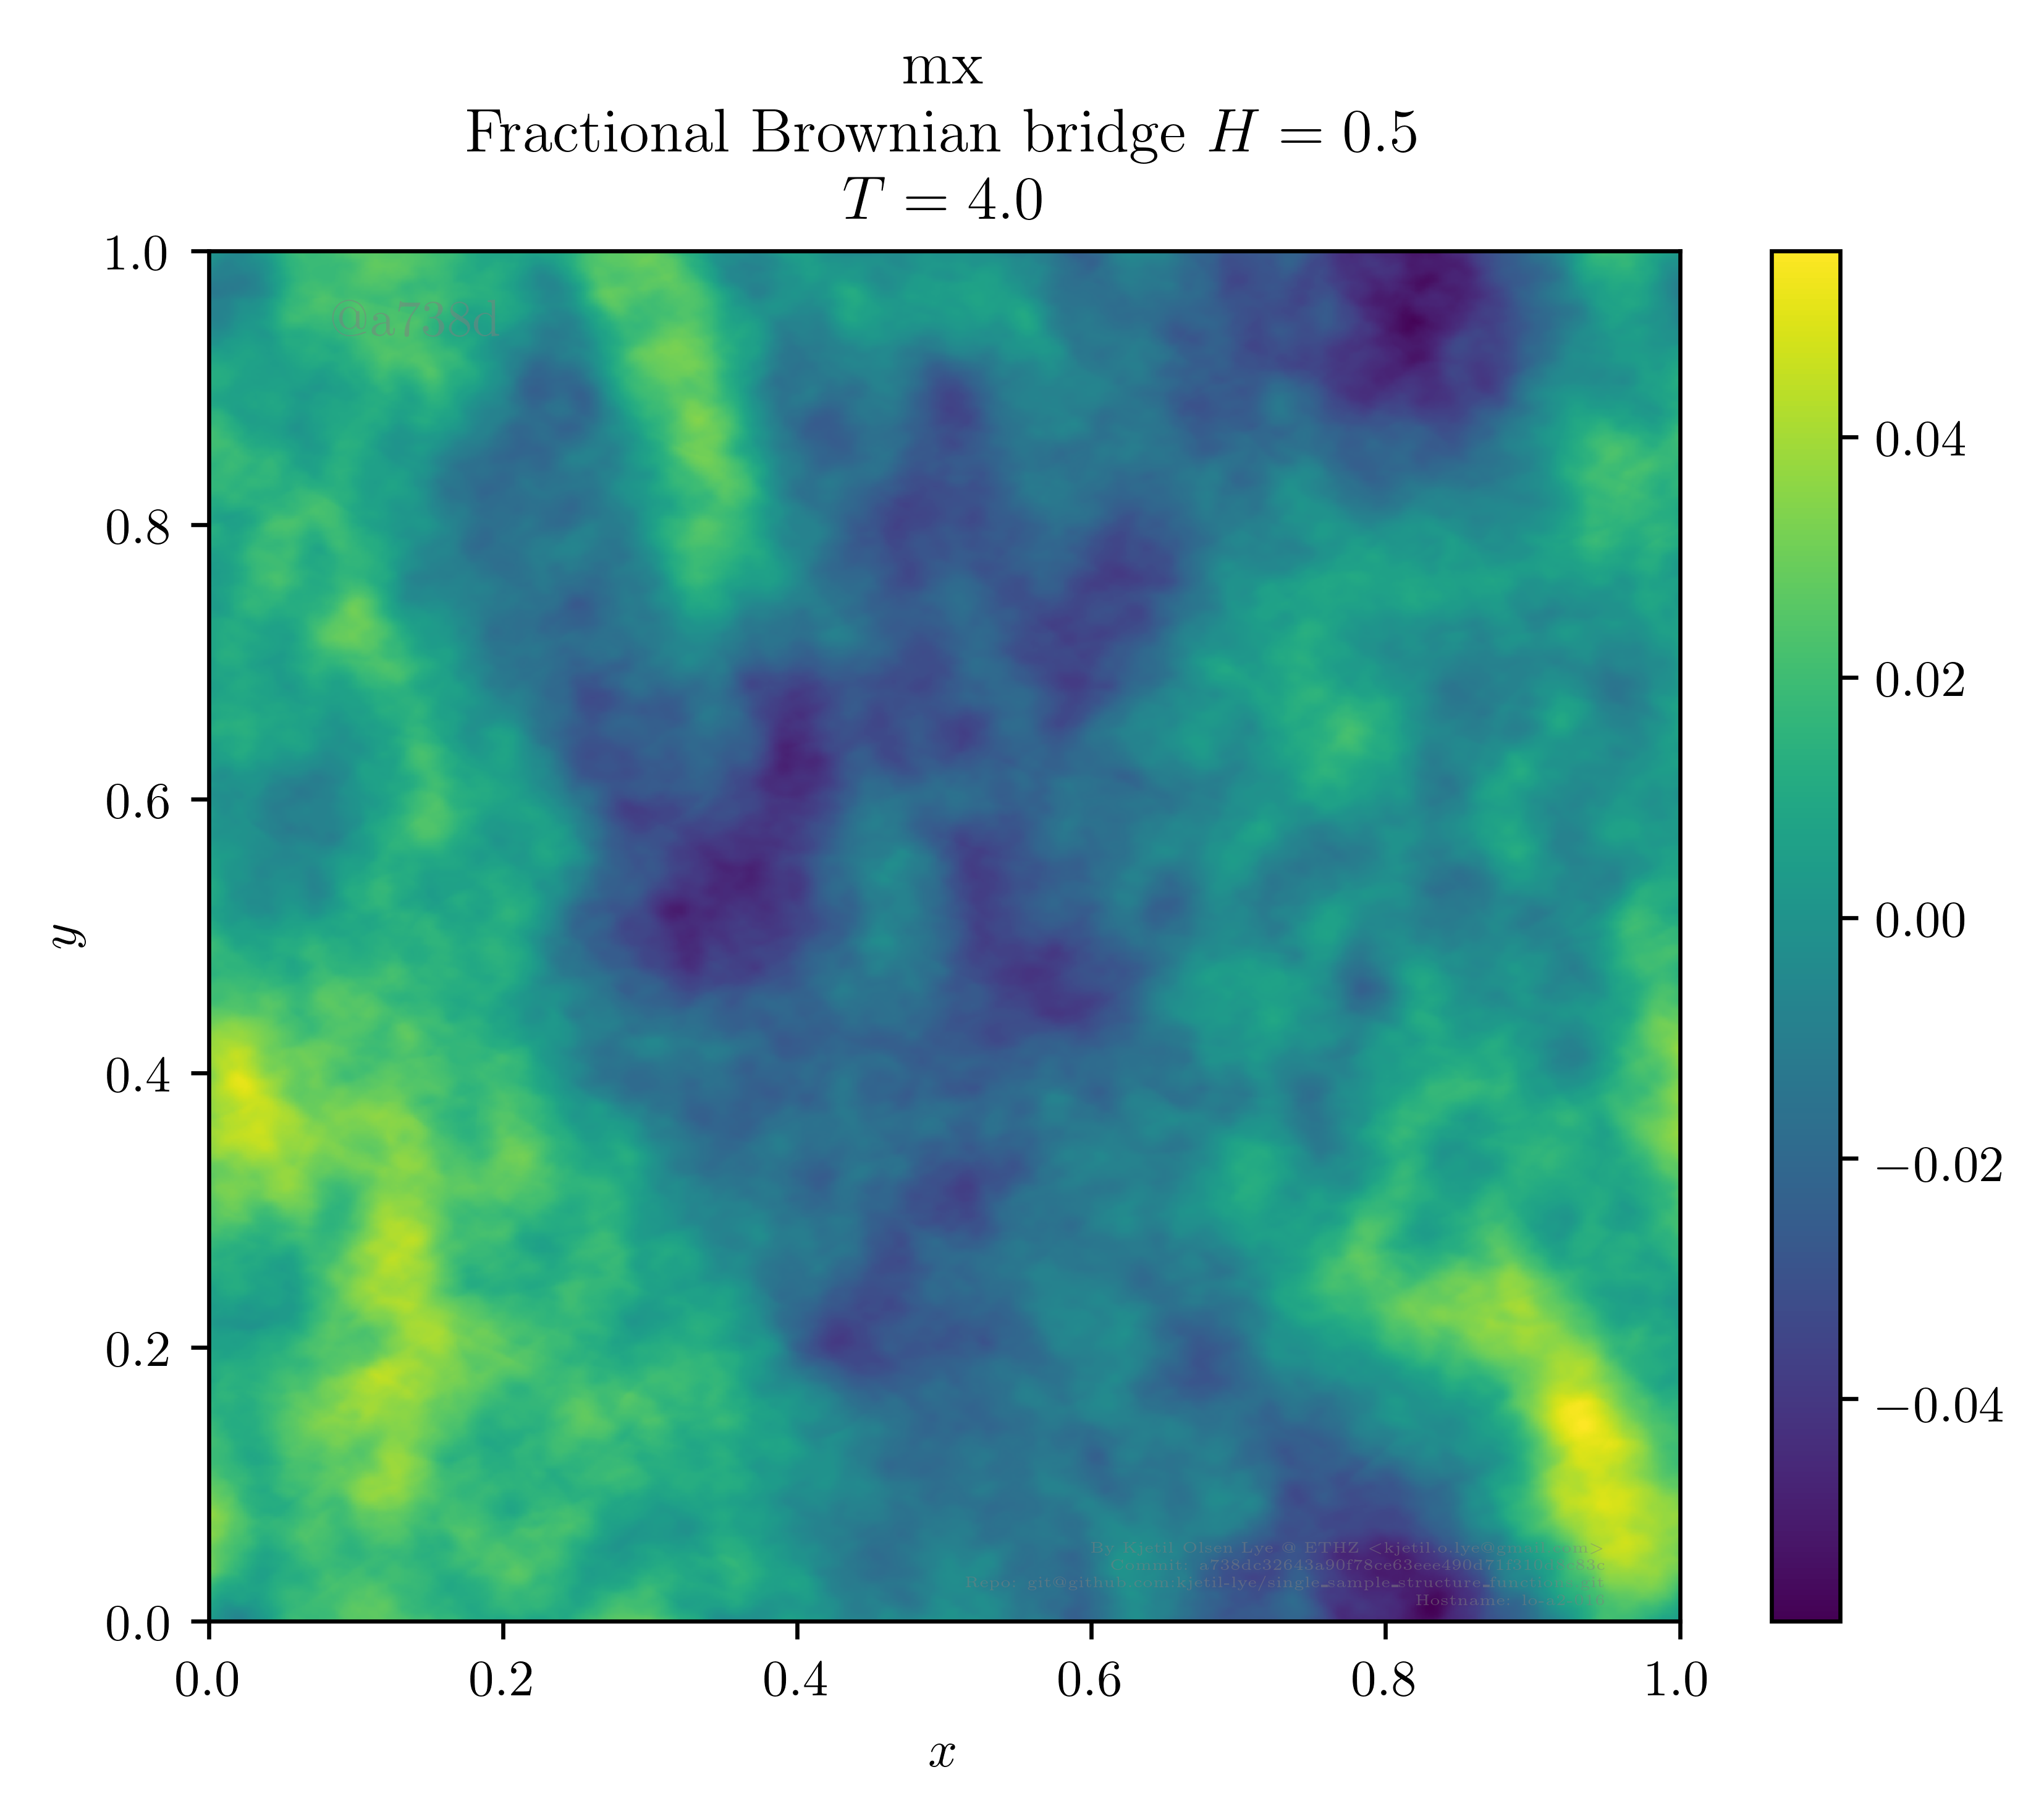 mx
Fractional Brownian bridge H = 0.5
T = 4.0
@a738d
1.0
0.8
0.6
0.4
0.2
0.0
y
0.0 0.2 0.4 0.6 0.8 1.0
x
0.04
0.02
0.00
−0.02
−0.04
By Kjetil Olsen Lye @ ETHZ <kjetil.o.lye@gmail.com>
Commit:
Repo: git@github.com:kjetil-lye/single_sample_structure_functions.git
Hostname: